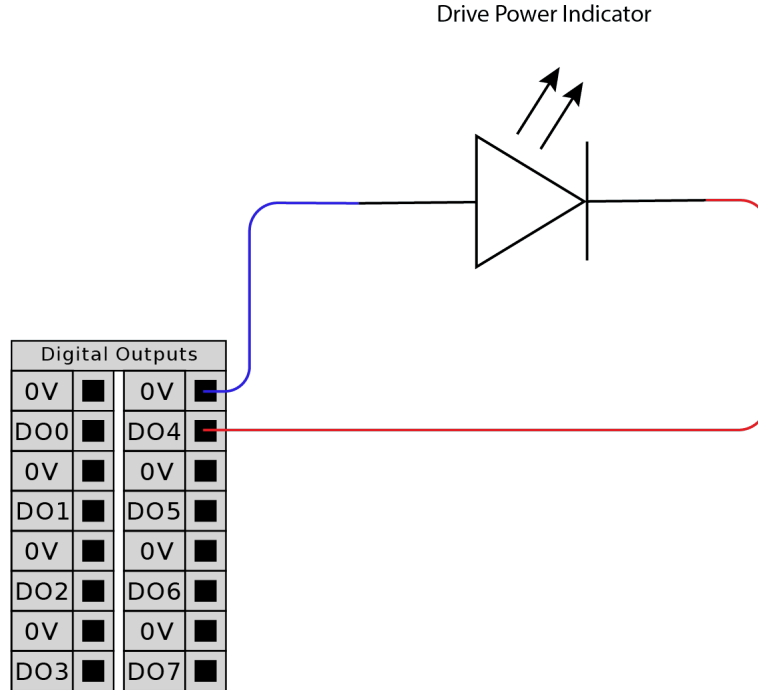 Drive Power Indicator
Digital Outputs
0V 0V
DO0 DO4
0V 0V
DO1 DO5
0V 0V
DO2 DO6
0V 0V
DO3 DO7